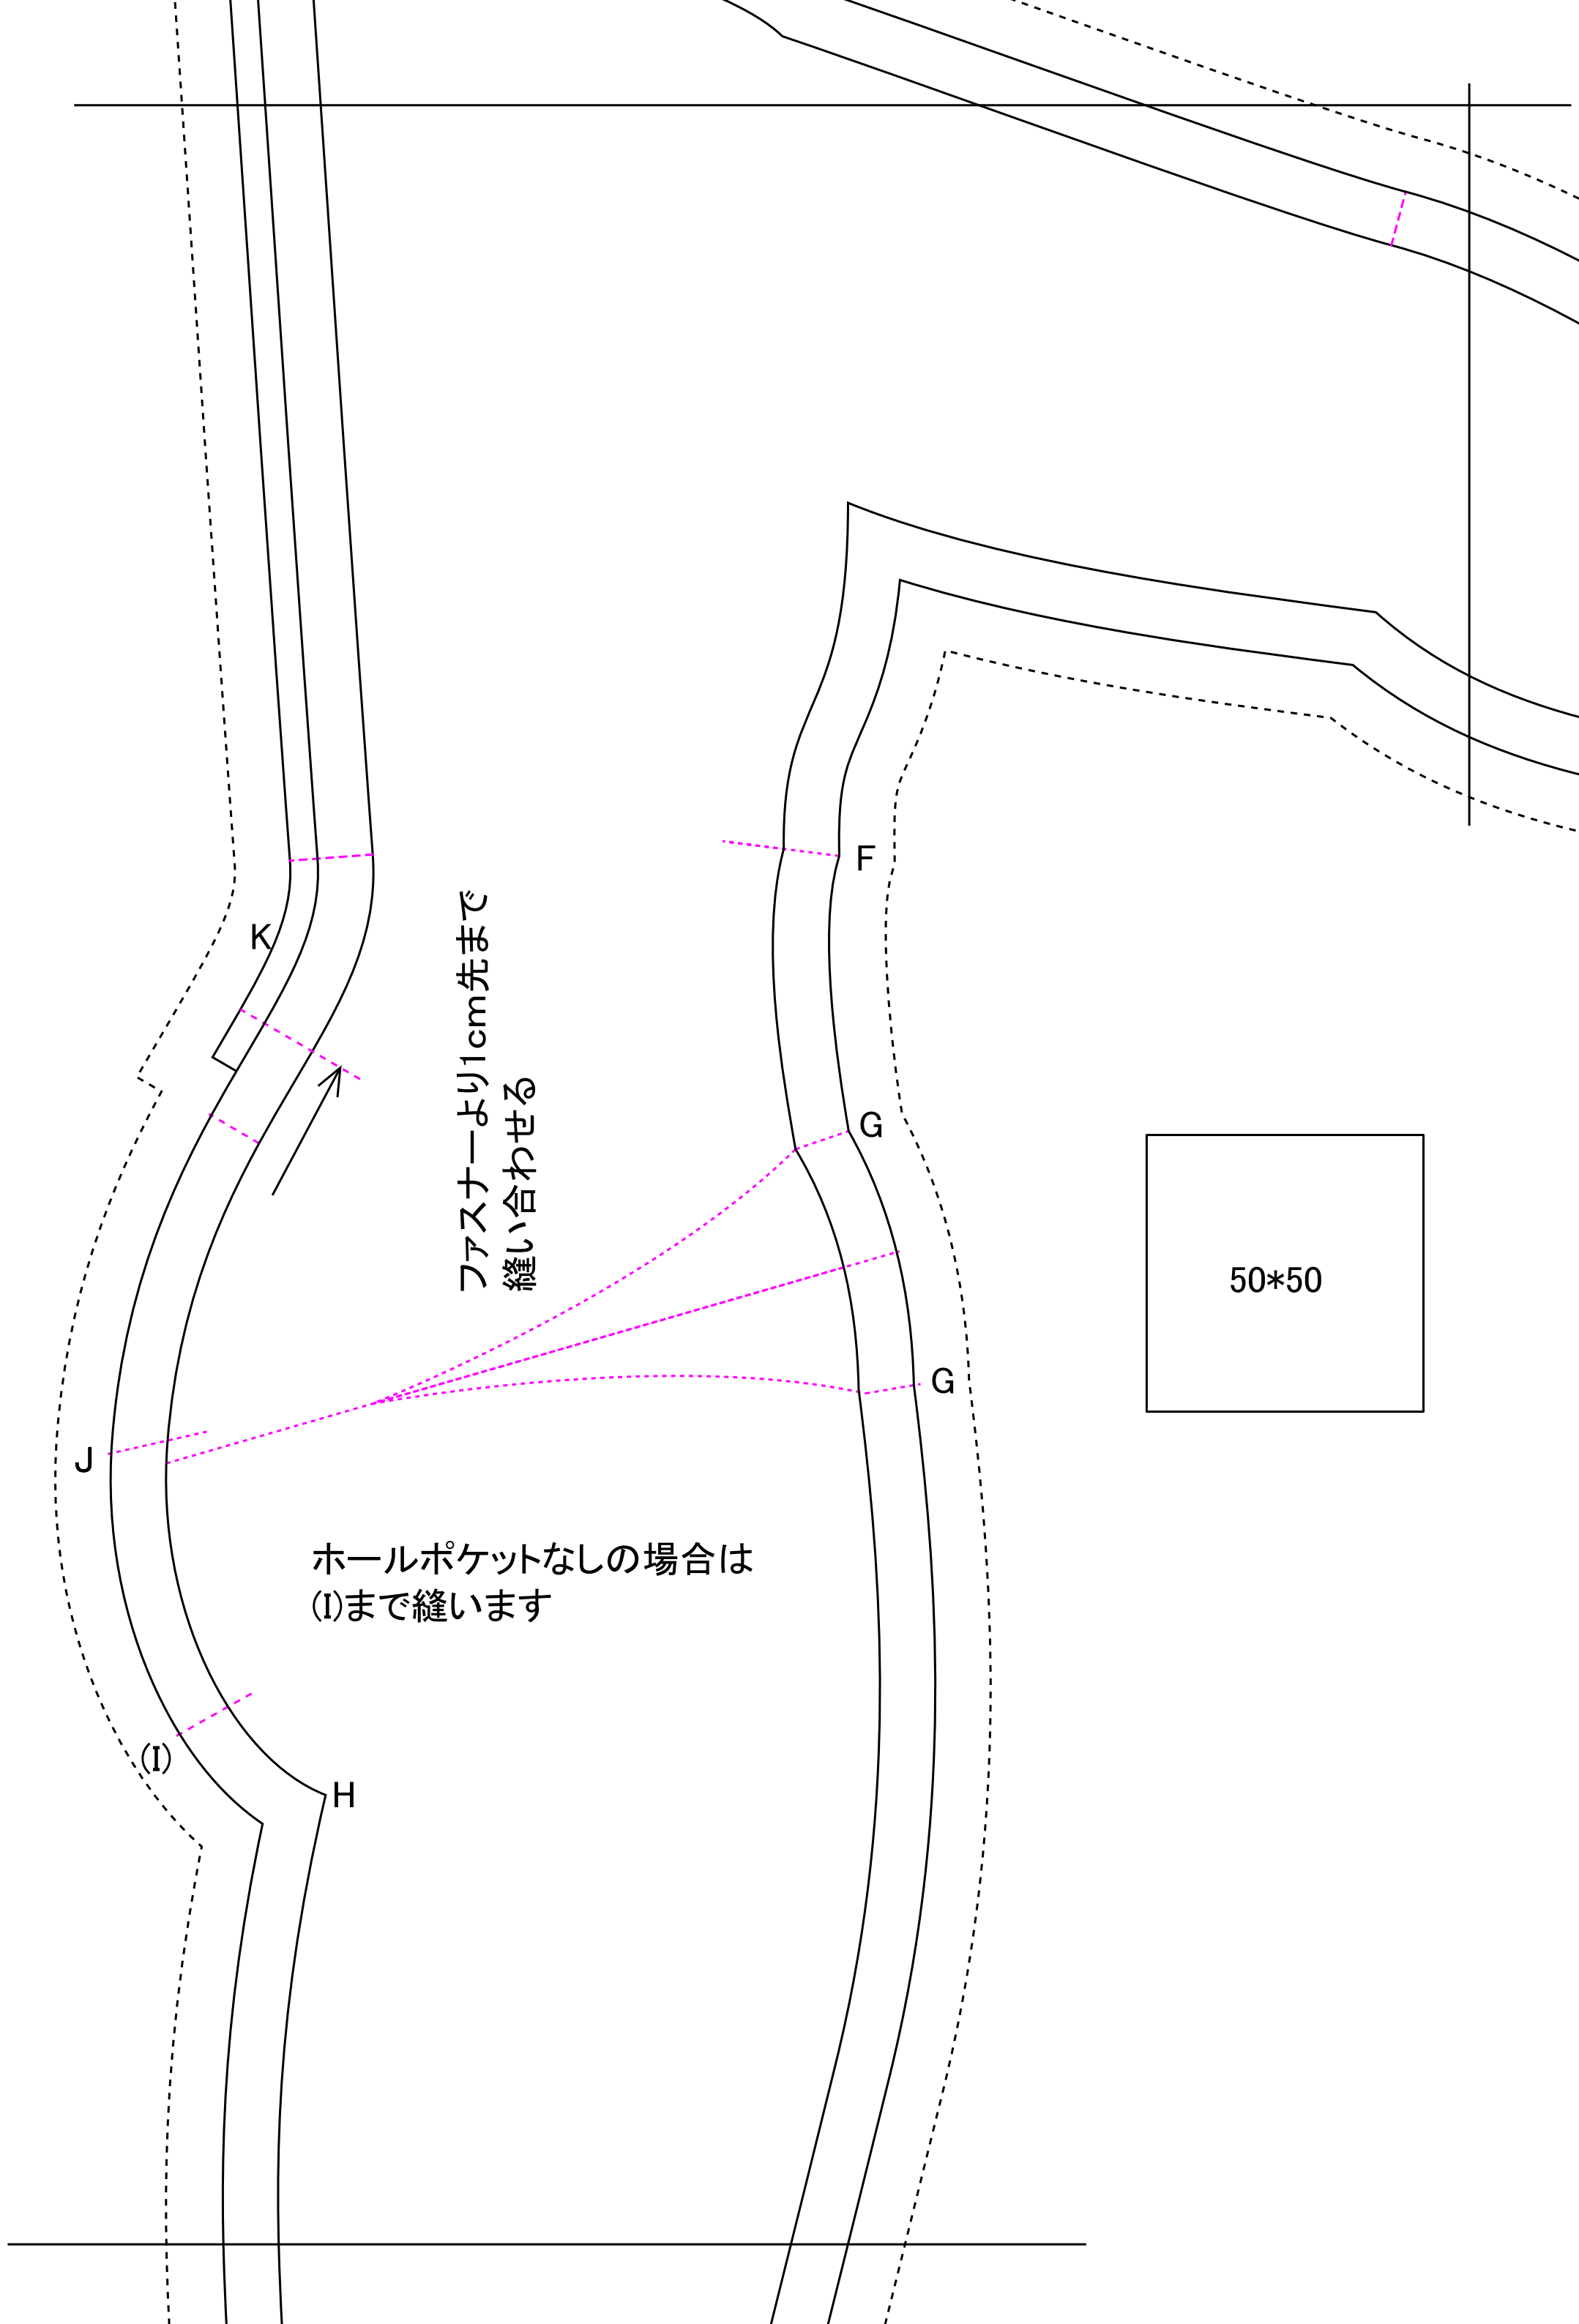 K
F
ファスナーより1cm先まで
縫い合わせる
G
50*50
G
J
ホールポケットなしの場合は
(I)まで縫います
(I)
H